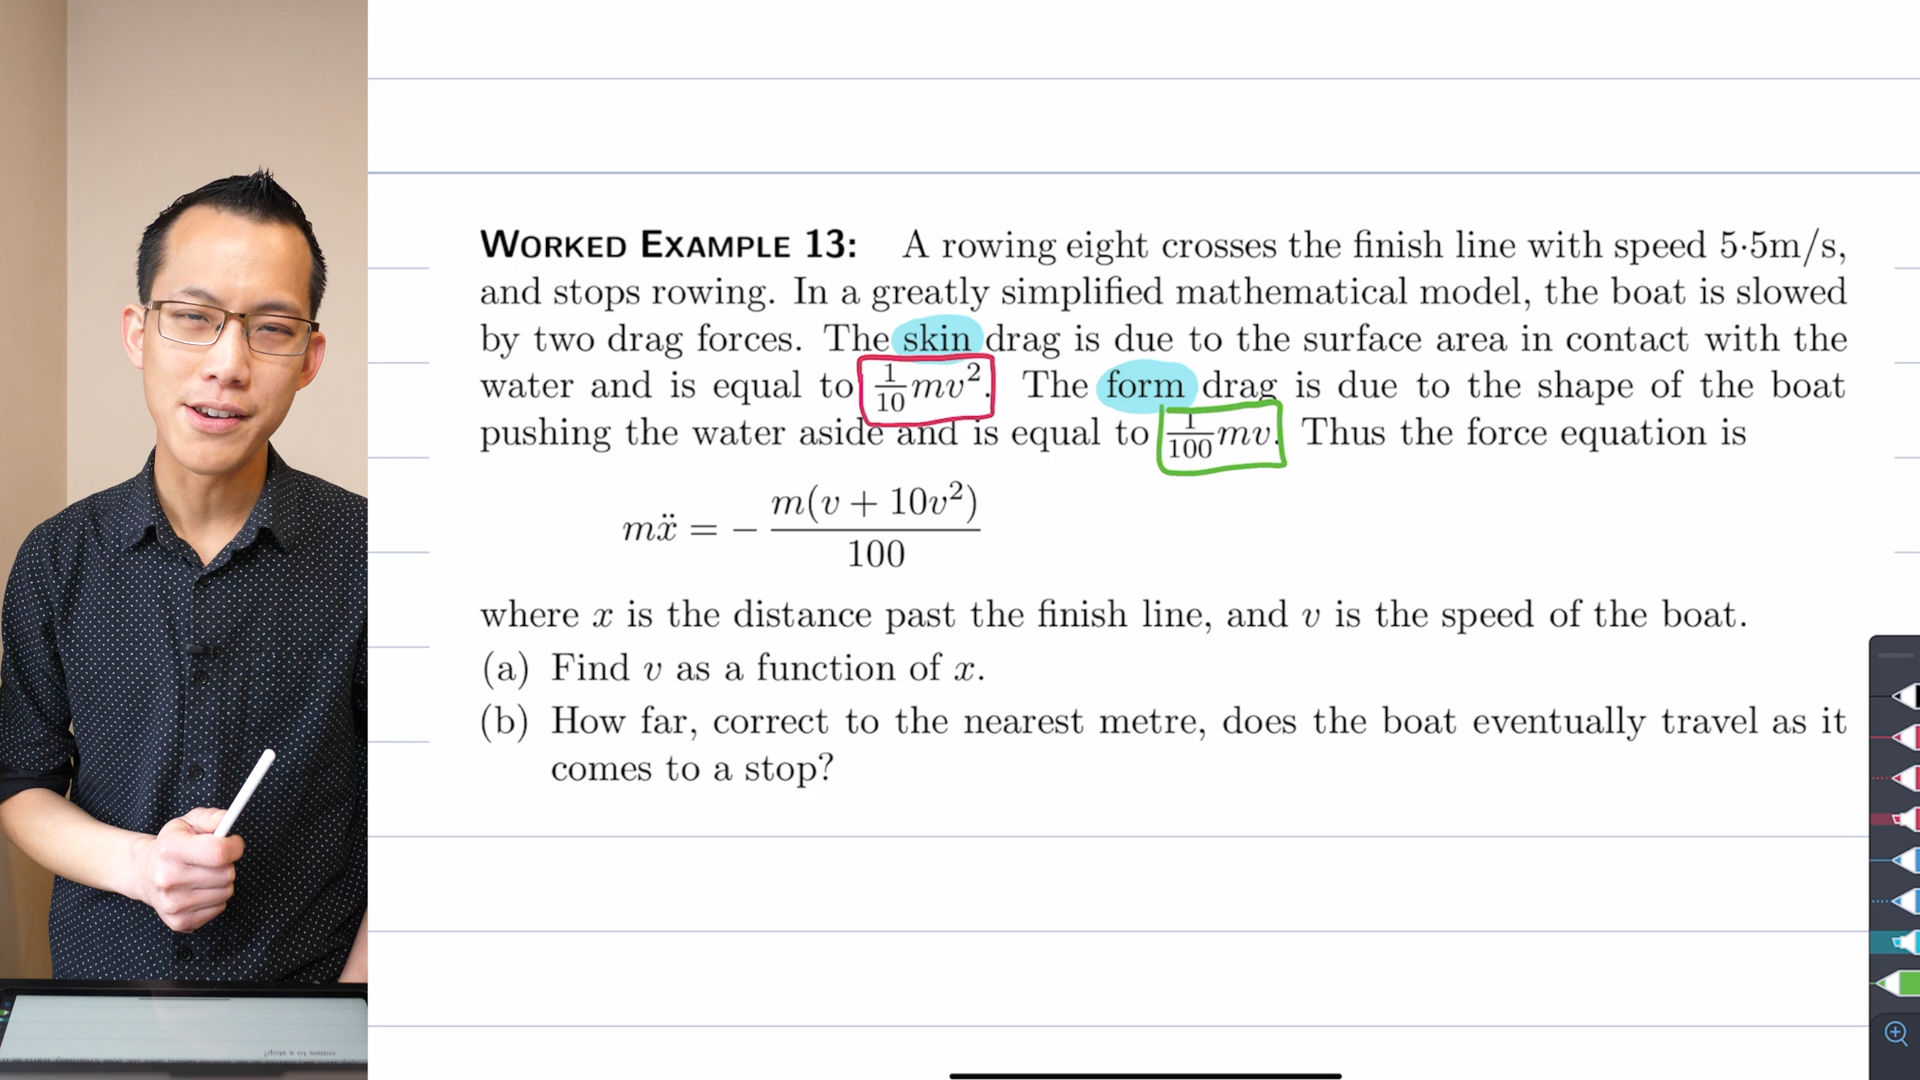 WORKED EXAMPLE 13: A rowing eight crosses the finish line with speed 5·5m/s,
and stops rowing. In a greatly simplified mathematical model, the boat is slowed
by two drag forces. The skin drag is due to the surface area in contact with the
water and is equal to 1/10 mv². The form drag is due to the shape of the boat
pushing the water aside and is equal to 1/100 mv. Thus the force equation is
mẍ = − m(v + 10v²)/100
where x is the distance past the finish line, and v is the speed of the boat.
(a) Find v as a function of x.
(b) How far, correct to the nearest metre, does the boat eventually travel as it
comes to a stop?
comes to a stop?